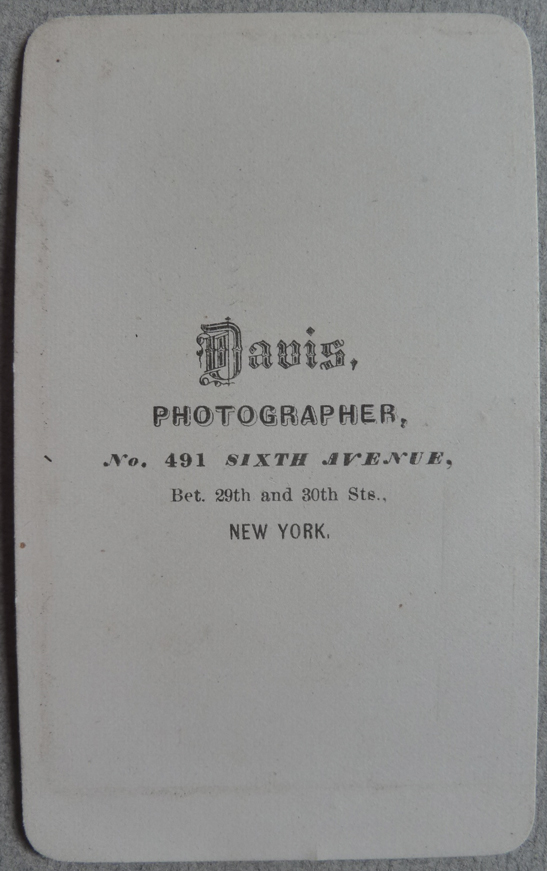 Davis,
PHOTOGRAPHER,
No. 491 SIXTH AVENUE,
Bet. 29th and 30th Sts.,
NEW YORK.